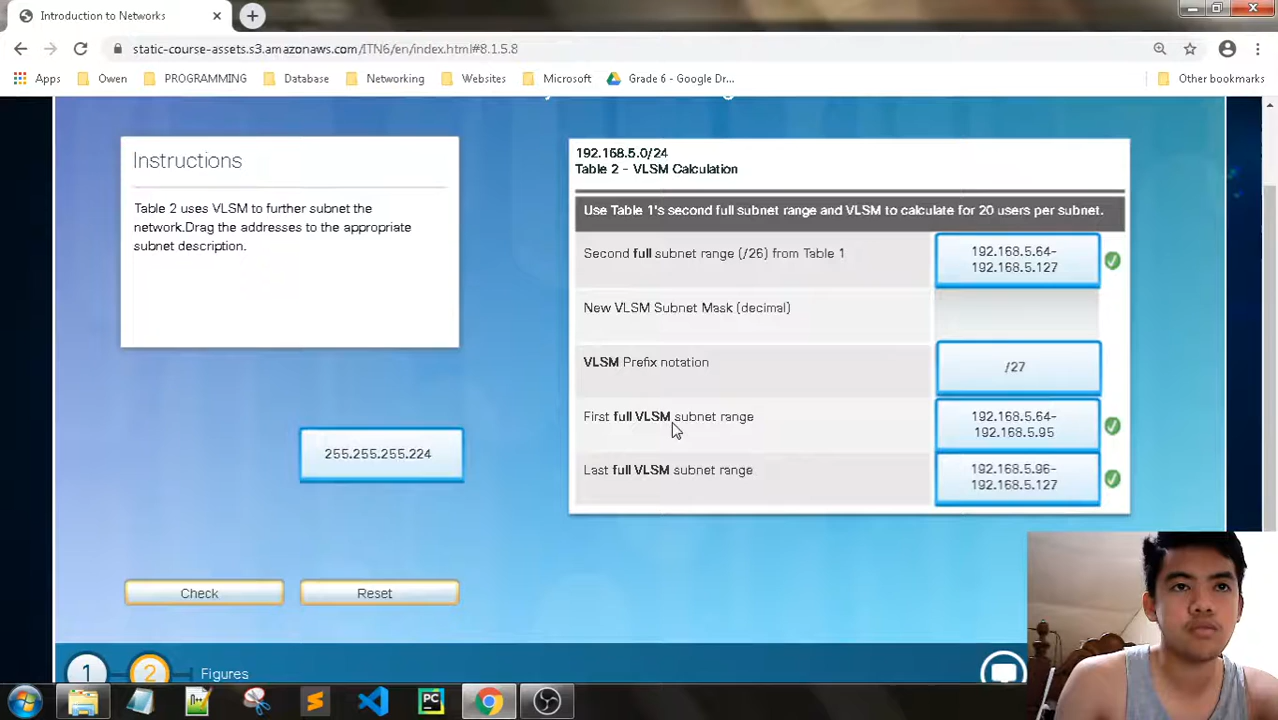 Introduction to Networks
static-course-assets.s3.amazonaws.com/ITN6/en/index.html#8.1.5.8
Apps Owen PROGRAMMING Database Networking Websites Microsoft Grade 6 - Google Dr... Other bookmarks
Instructions
Table 2 uses VLSM to further subnet the
network.Drag the addresses to the appropriate
subnet description.
255.255.255.224
Check
Reset
192.168.5.0/24
Table 2 - VLSM Calculation
Use Table 1's second full subnet range and VLSM to calculate for 20 users per subnet.
Second full subnet range (/26) from Table 1
192.168.5.64-
192.168.5.127
New VLSM Subnet Mask (decimal)
VLSM Prefix notation
/27
First full VLSM subnet range
192.168.5.64-
192.168.5.95
Last full VLSM subnet range
192.168.5.96-
192.168.5.127
1 2 Figures
PC